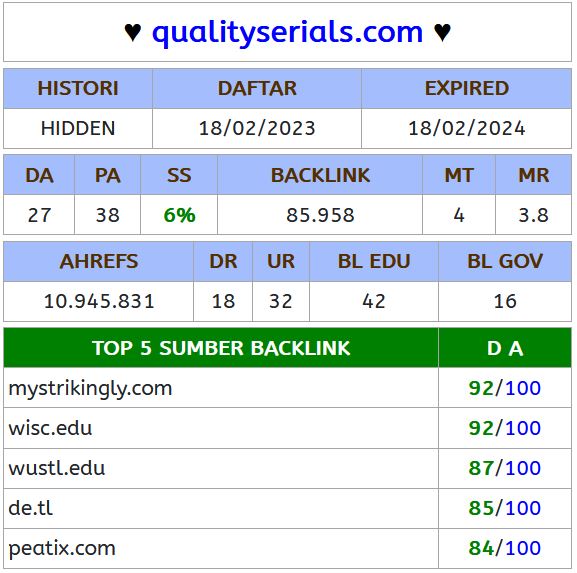 ♥ qualityserials.com ♥
HISTORI DAFTAR EXPIRED
HIDDEN 18/02/2023 18/02/2024
DA PA SS BACKLINK MT MR
27 38 6% 85.958 4 3.8
AHREFS DR UR BL EDU BL GOV
10.945.831 18 32 42 16
TOP 5 SUMBER BACKLINK D A
mystrikingly.com 92/100
wisc.edu 92/100
wustl.edu 87/100
de.tl 85/100
peatix.com 84/100